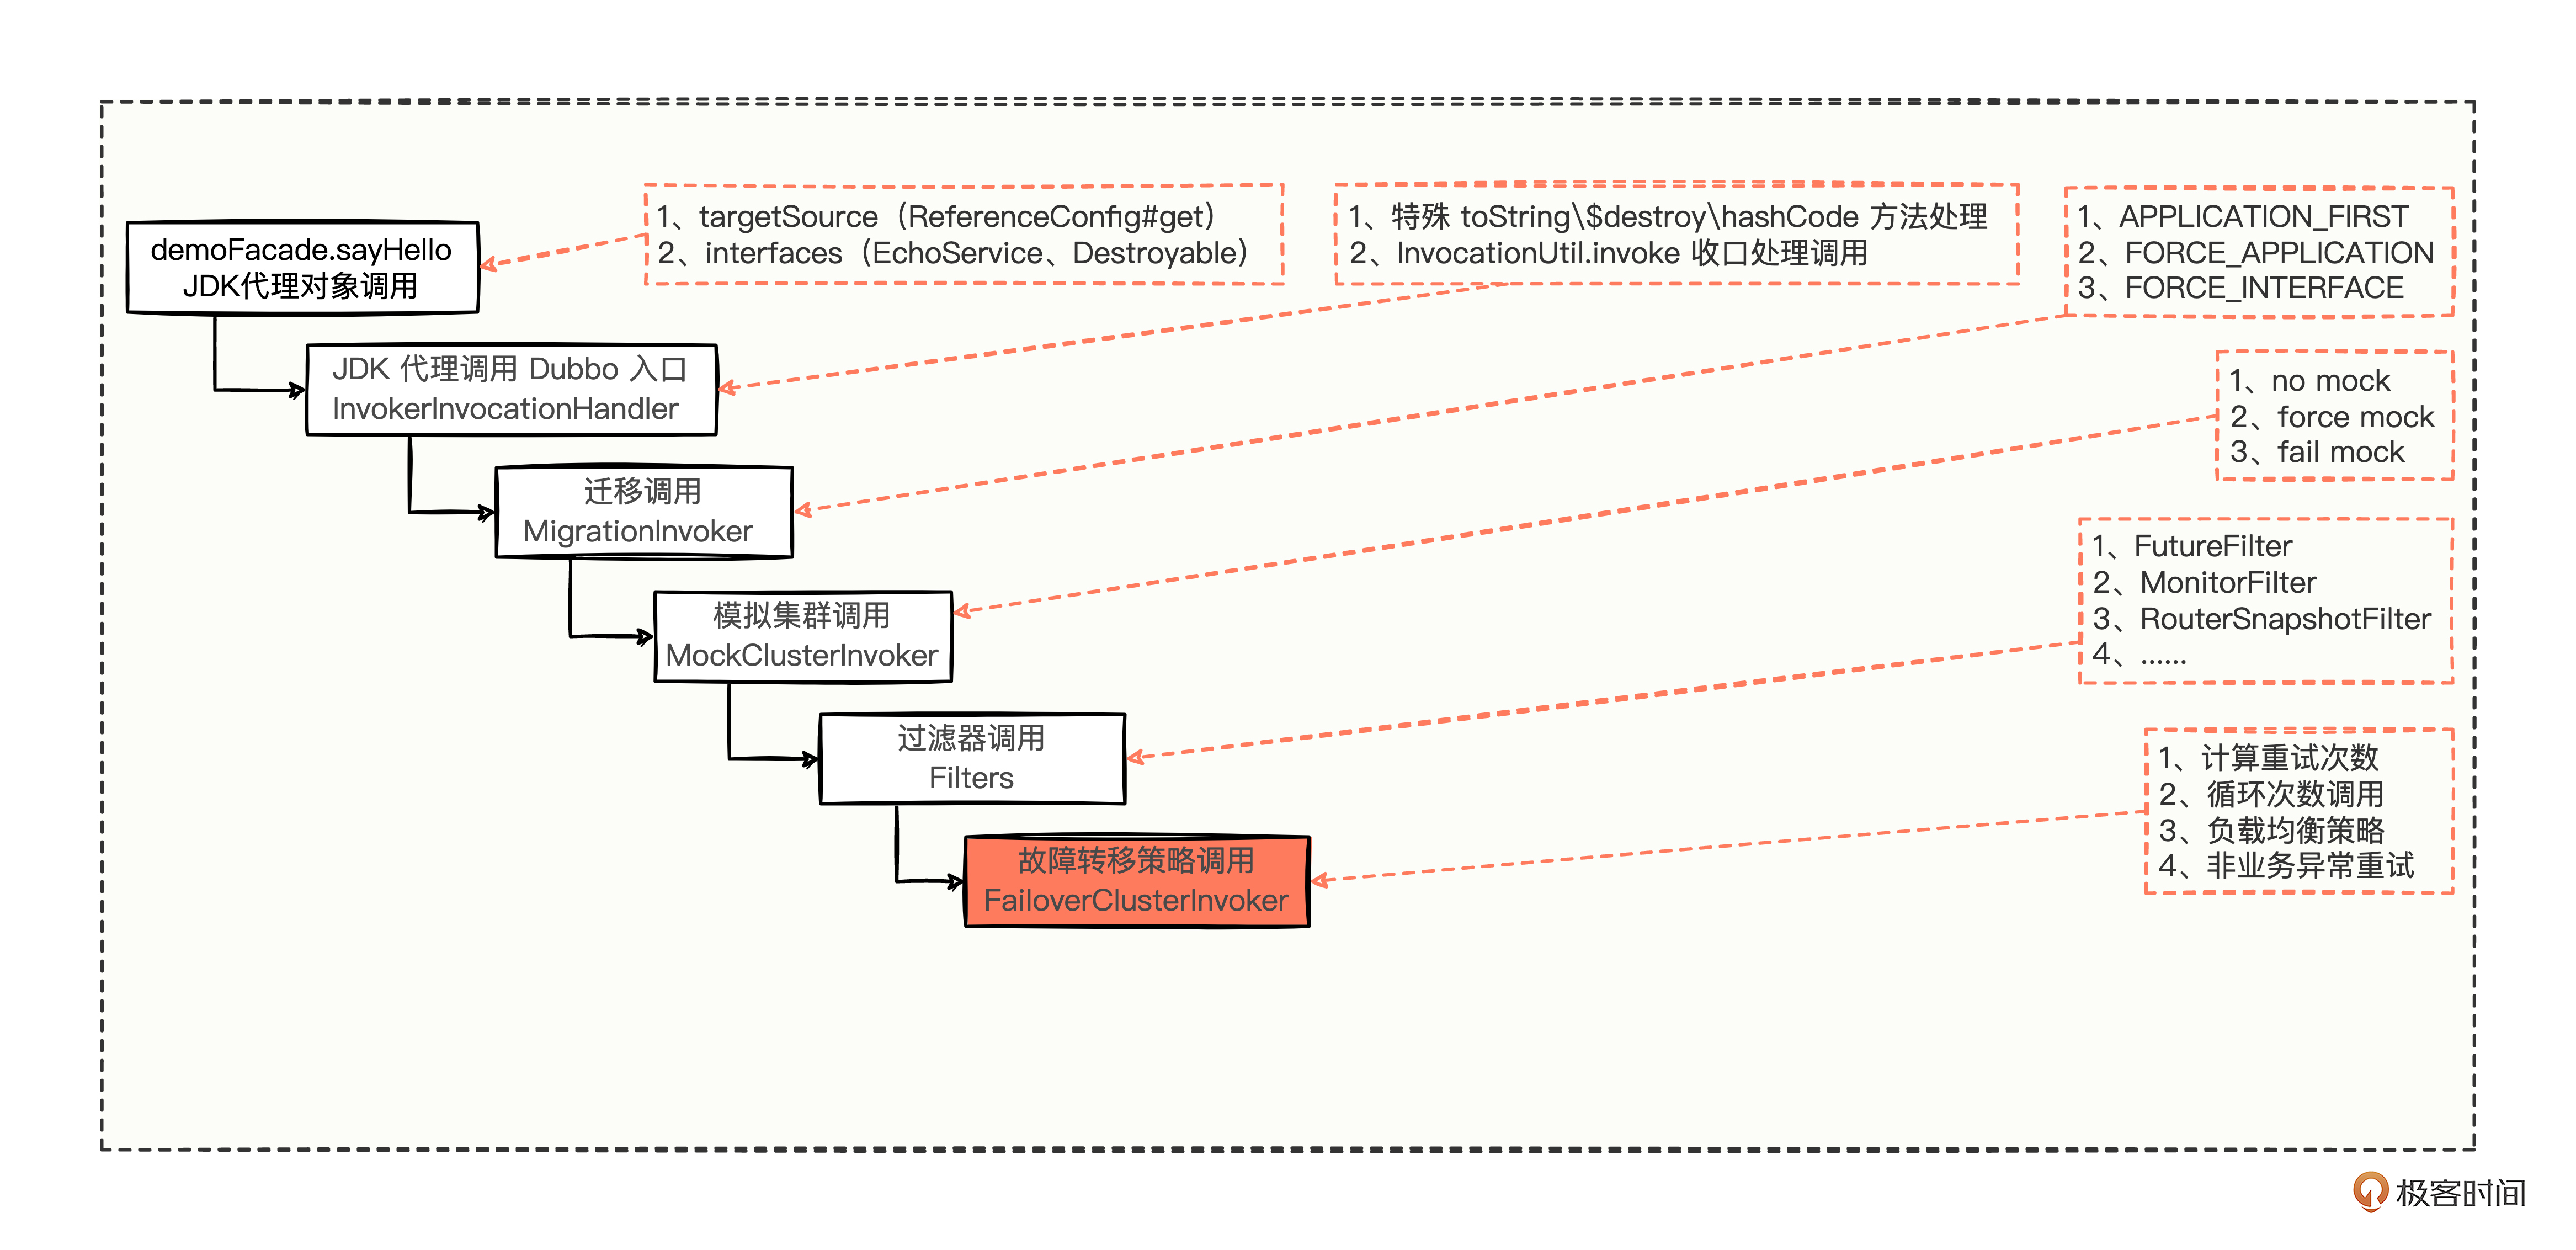 demoFacade.sayHello
JDK代理对象调用
1、targetSource（ReferenceConfig#get）
2、interfaces（EchoService、Destroyable）
1、特殊 toString\$destroy\hashCode 方法处理
2、InvocationUtil.invoke 收口处理调用
1、APPLICATION_FIRST
2、FORCE_APPLICATION
3、FORCE_INTERFACE
JDK 代理调用 Dubbo 入口
InvokerInvocationHandler
1、no mock
2、force mock
3、fail mock
迁移调用
MigrationInvoker
1、FutureFilter
2、MonitorFilter
3、RouterSnapshotFilter
4、......
模拟集群调用
MockClusterInvoker
过滤器调用
Filters
1、计算重试次数
2、循环次数调用
3、负载均衡策略
4、非业务异常重试
故障转移策略调用
FailoverClusterInvoker
极客时间